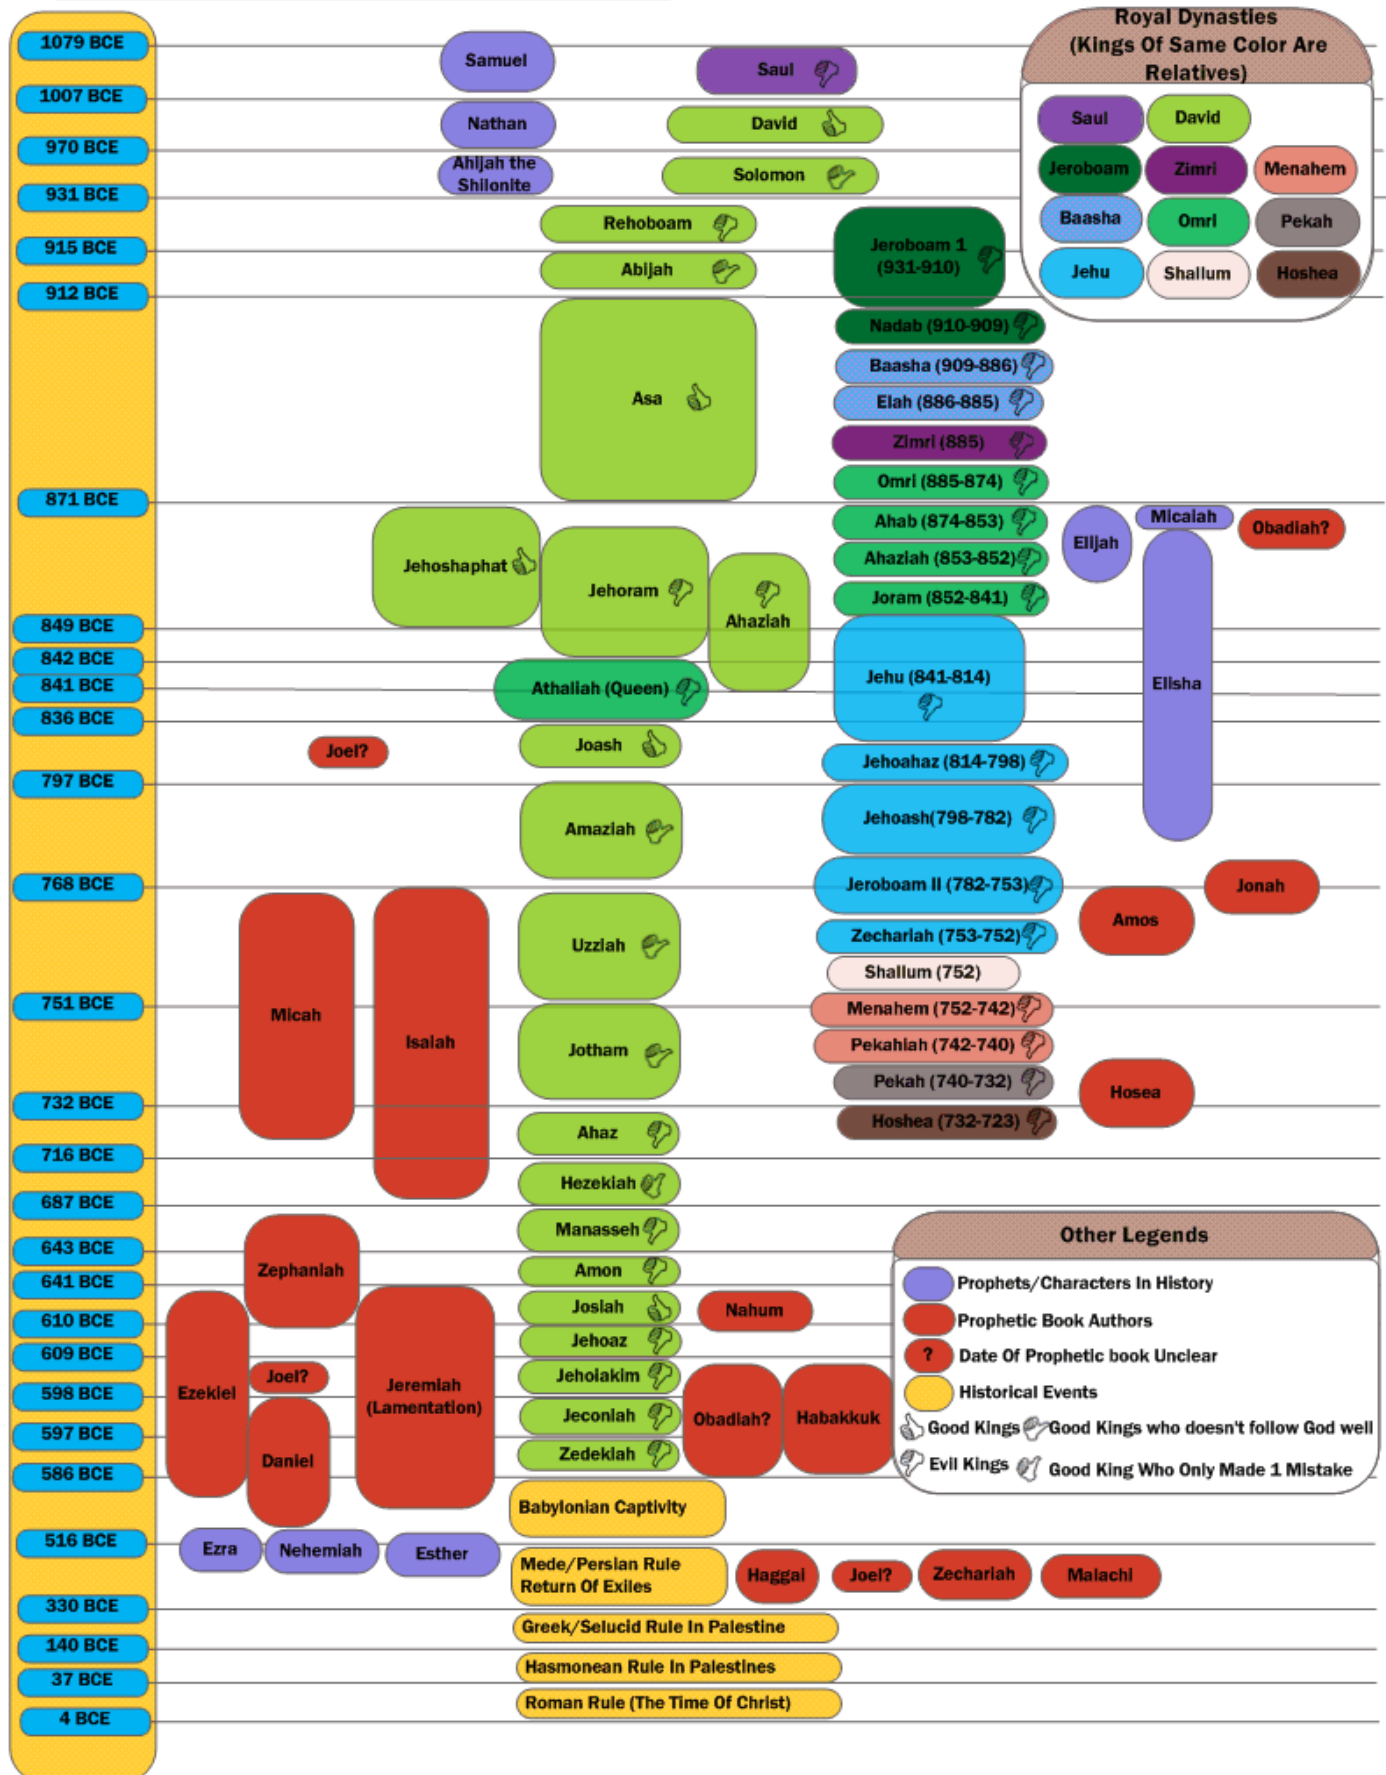 Royal Dynasties
(Kings Of Same Color Are
Relatives)
Saul
David
Jeroboam
Zimri
Menahem
Baasha
Omri
Pekah
Jehu
Shallum
Hoshea
1079 BCE
Samuel
Saul
1007 BCE
Nathan
David
970 BCE
Ahijah the
Shilonite
Solomon
931 BCE
Rehoboam
Jeroboam 1
(931-910)
915 BCE
Abijah
912 BCE
Nadab (910-909)
Baasha (909-886)
Asa
Elah (886-885)
Zimri (885)
Omri (885-874)
871 BCE
Ahab (874-853)
Micaiah
Obadiah?
Elijah
Jehoshaphat
Ahaziah (853-852)
Jehoram
Joram (852-841)
Ahaziah
849 BCE
842 BCE
Jehu (841-814)
Elisha
841 BCE
Athaliah (Queen)
836 BCE
Joel?
Joash
Jehoahaz (814-798)
797 BCE
Amaziah
Jehoash(798-782)
768 BCE
Jeroboam II (782-753)
Jonah
Amos
Uzziah
Zechariah (753-752)
Shallum (752)
751 BCE
Menahem (752-742)
Micah
Isaiah
Jotham
Pekahiah (742-740)
Pekah (740-732)
Hosea
732 BCE
Hoshea (732-723)
Ahaz
716 BCE
Hezekiah
687 BCE
Manasseh
643 BCE
Zephaniah
Amon
641 BCE
Josiah
Nahum
610 BCE
Jehoaz
609 BCE
Joel?
Jehoiakim
598 BCE
Ezekiel
Jeremiah
(Lamentation)
Jeconiah
Obadiah?
Habakkuk
597 BCE
Daniel
Zedekiah
586 BCE
Other Legends
Prophets/Characters In History
Prophetic Book Authors
? Date Of Prophetic book Unclear
Historical Events
Good Kings Good Kings who doesn't follow God well
Evil Kings Good King Who Only Made 1 Mistake
Babylonian Captivity
516 BCE
Ezra
Nehemiah
Esther
Mede/Persian Rule
Return Of Exiles
Haggai
Joel?
Zechariah
Malachi
330 BCE
Greek/Selucid Rule In Palestine
140 BCE
Hasmonean Rule In Palestines
37 BCE
Roman Rule (The Time Of Christ)
4 BCE